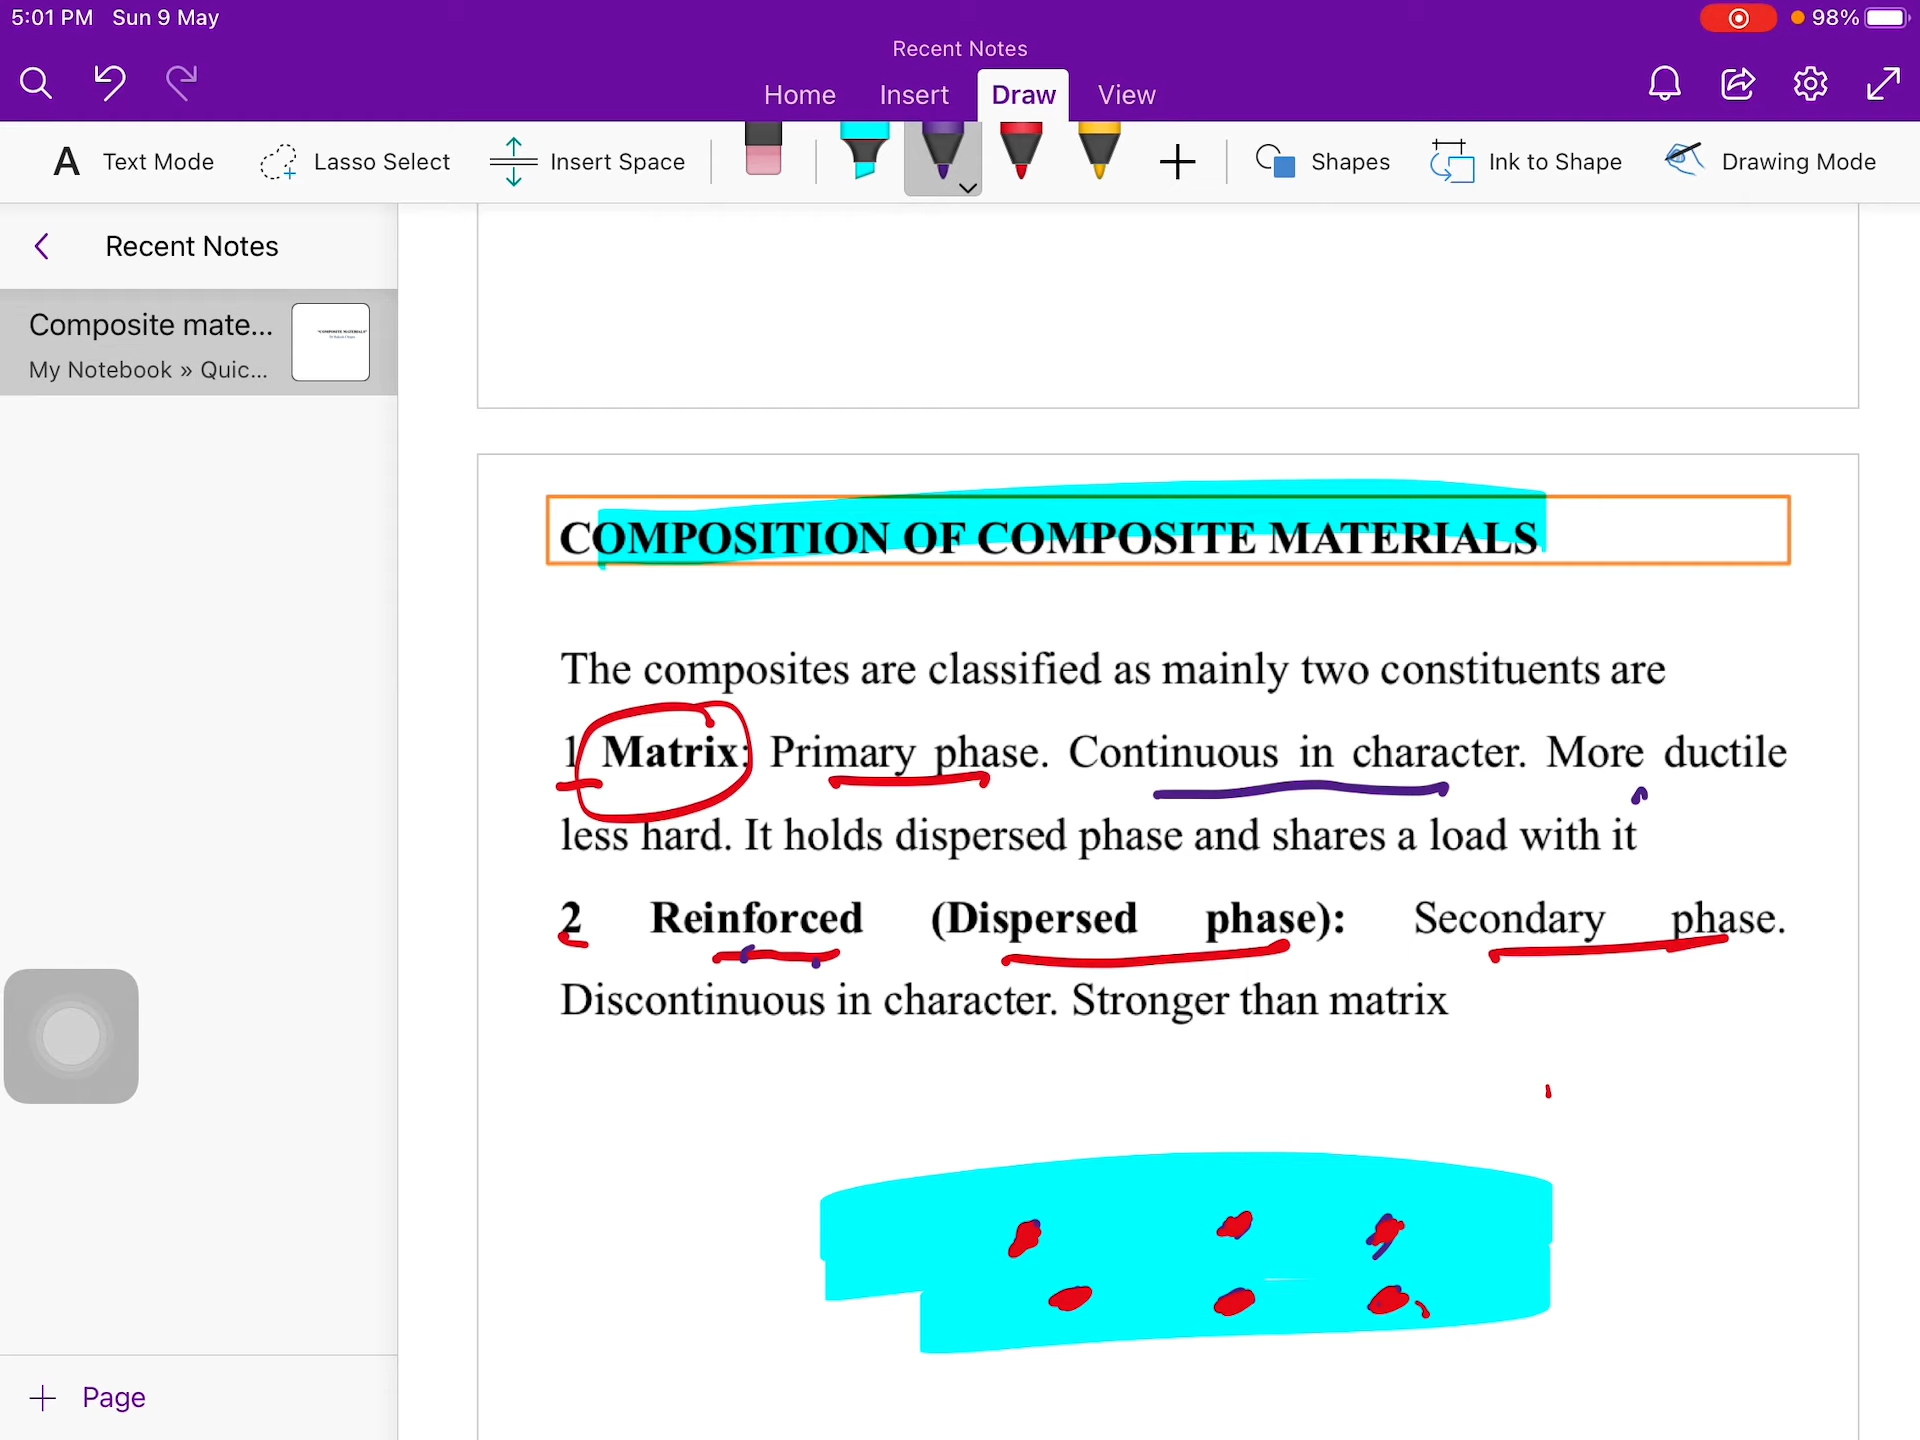 5:01 PM Sun 9 May
98%
Recent Notes
Home Insert Draw View
A Text Mode Lasso Select Insert Space Shapes Ink to Shape Drawing Mode
Recent Notes
Composite mate...
My Notebook » Quic...
"COMPOSITE MATERIALS"
COMPOSITION OF COMPOSITE MATERIALS
The composites are classified as mainly two constituents are
1 Matrix: Primary phase. Continuous in character. More ductile
less hard. It holds dispersed phase and shares a load with it
2 Reinforced (Dispersed phase): Secondary phase.
Discontinuous in character. Stronger than matrix
Page